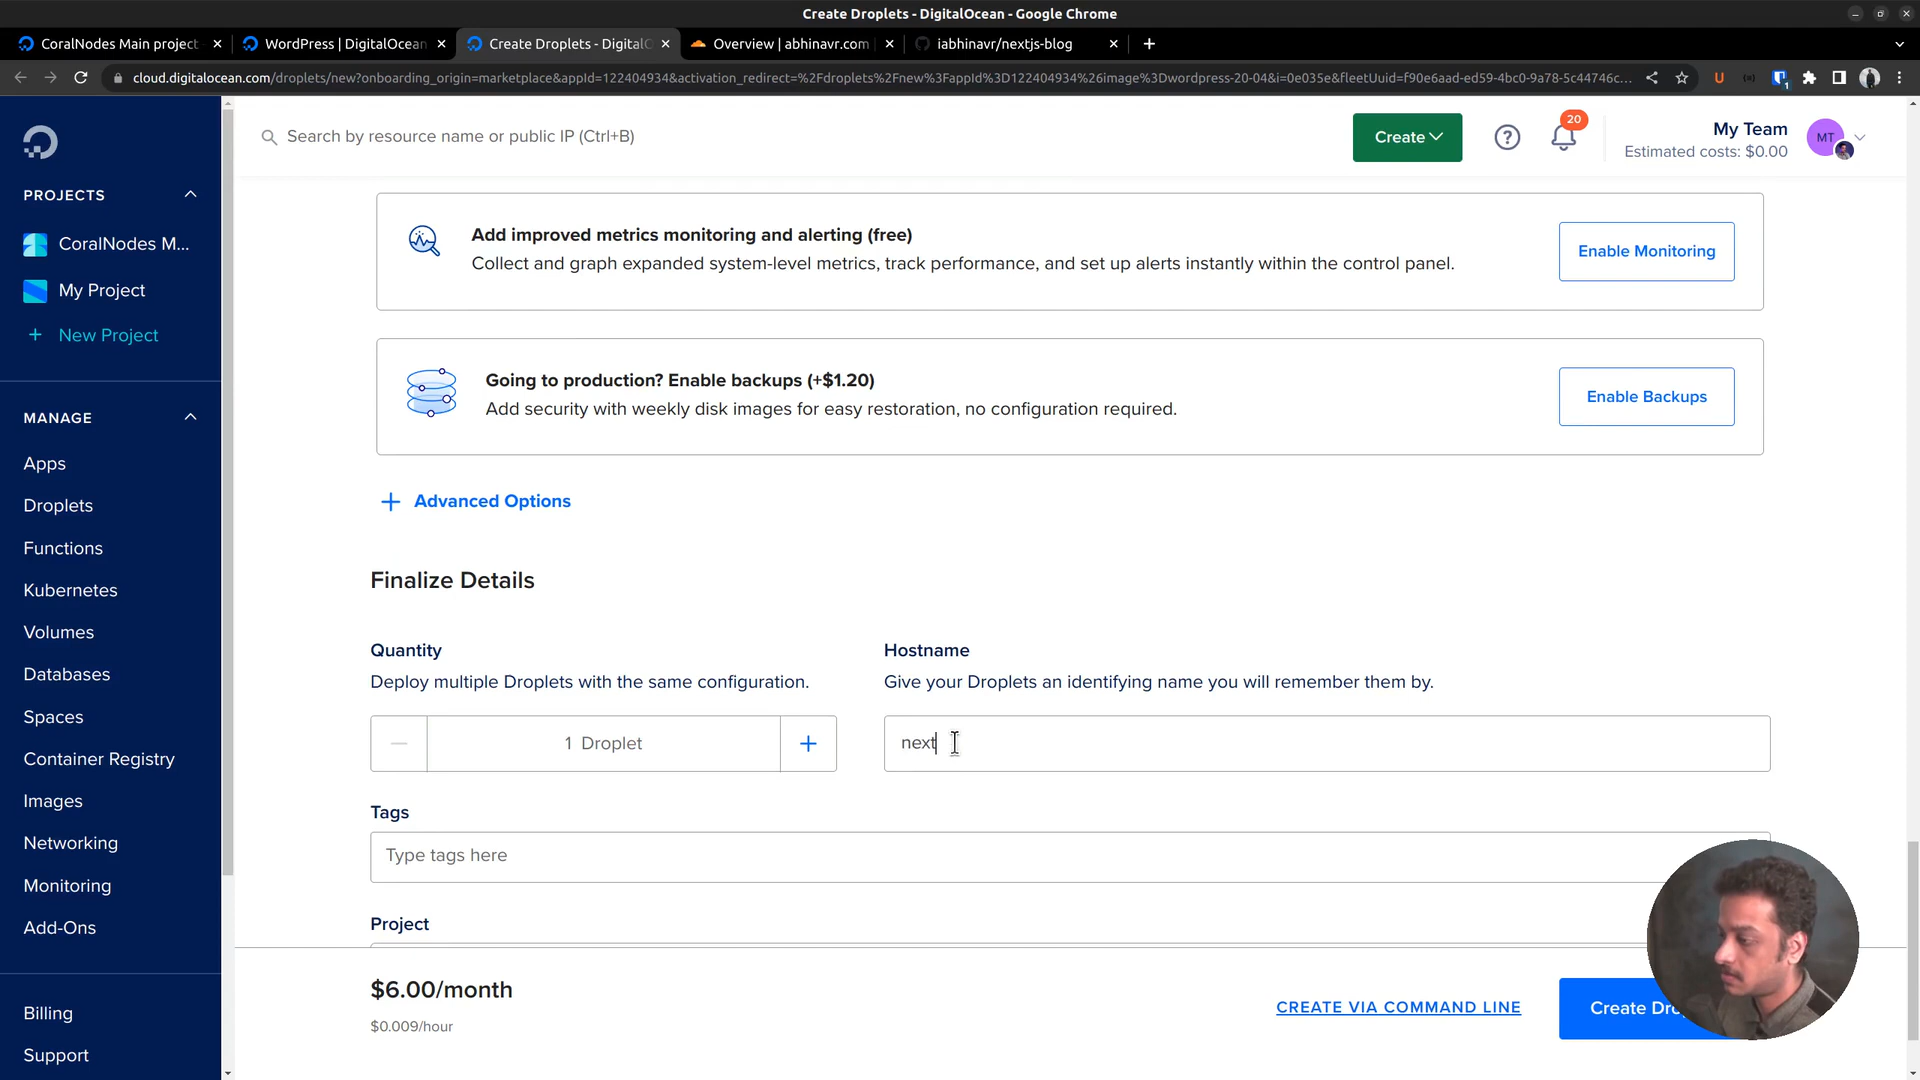 Create Droplets - DigitalOcean - Google Chrome
CoralNodes Main project
WordPress | DigitalOcean
Create Droplets - DigitalO
Overview | abhinavr.com
iabhinavr/nextjs-blog
cloud.digitalocean.com/droplets/new?onboarding_origin=marketplace&appId=122404934&activation_redirect=%2Fdroplets%2Fnew%3FappId%3D122404934%26image%3Dwordpress-20-04&i=0e035e&fleetUuid=f90e6aad-ed59-4bc0-9a78-5c44746c...
Search by resource name or public IP (Ctrl+B)
Create
20
My Team
Estimated costs: $0.00
MT
PROJECTS
CoralNodes M...
My Project
+ New Project
MANAGE
Apps
Droplets
Functions
Kubernetes
Volumes
Databases
Spaces
Container Registry
Images
Networking
Monitoring
Add-Ons
Billing
Support
Add improved metrics monitoring and alerting (free)
Collect and graph expanded system-level metrics, track performance, and set up alerts instantly within the control panel.
Enable Monitoring
Going to production? Enable backups (+$1.20)
Add security with weekly disk images for easy restoration, no configuration required.
Enable Backups
+ Advanced Options
Finalize Details
Quantity
Deploy multiple Droplets with the same configuration.
1 Droplet
Hostname
Give your Droplets an identifying name you will remember them by.
next
Tags
Type tags here
Project
$6.00/month
$0.009/hour
CREATE VIA COMMAND LINE
Create Dro